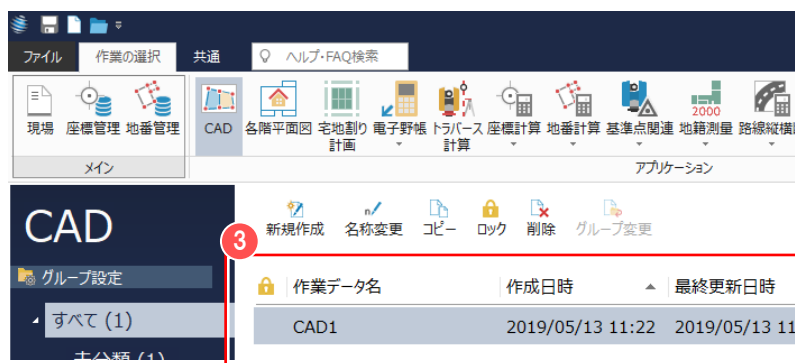 ファイル 作業の選択 共通 ヘルプ・FAQ検索
現場 座標管理 地番管理 CAD 各階平面図 宅地割り計画 電子野帳 トラバース計算 座標計算 地番計算 基準点関連 2000 地籍測量 路線縦横
メイン アプリケーション
CAD
新規作成 名称変更 コピー ロック 削除 グループ変更
3
グループ設定
作業データ名 作成日時 最終更新日時
すべて (1)
CAD1 2019/05/13 11:22 2019/05/13 11
未分類 (1)